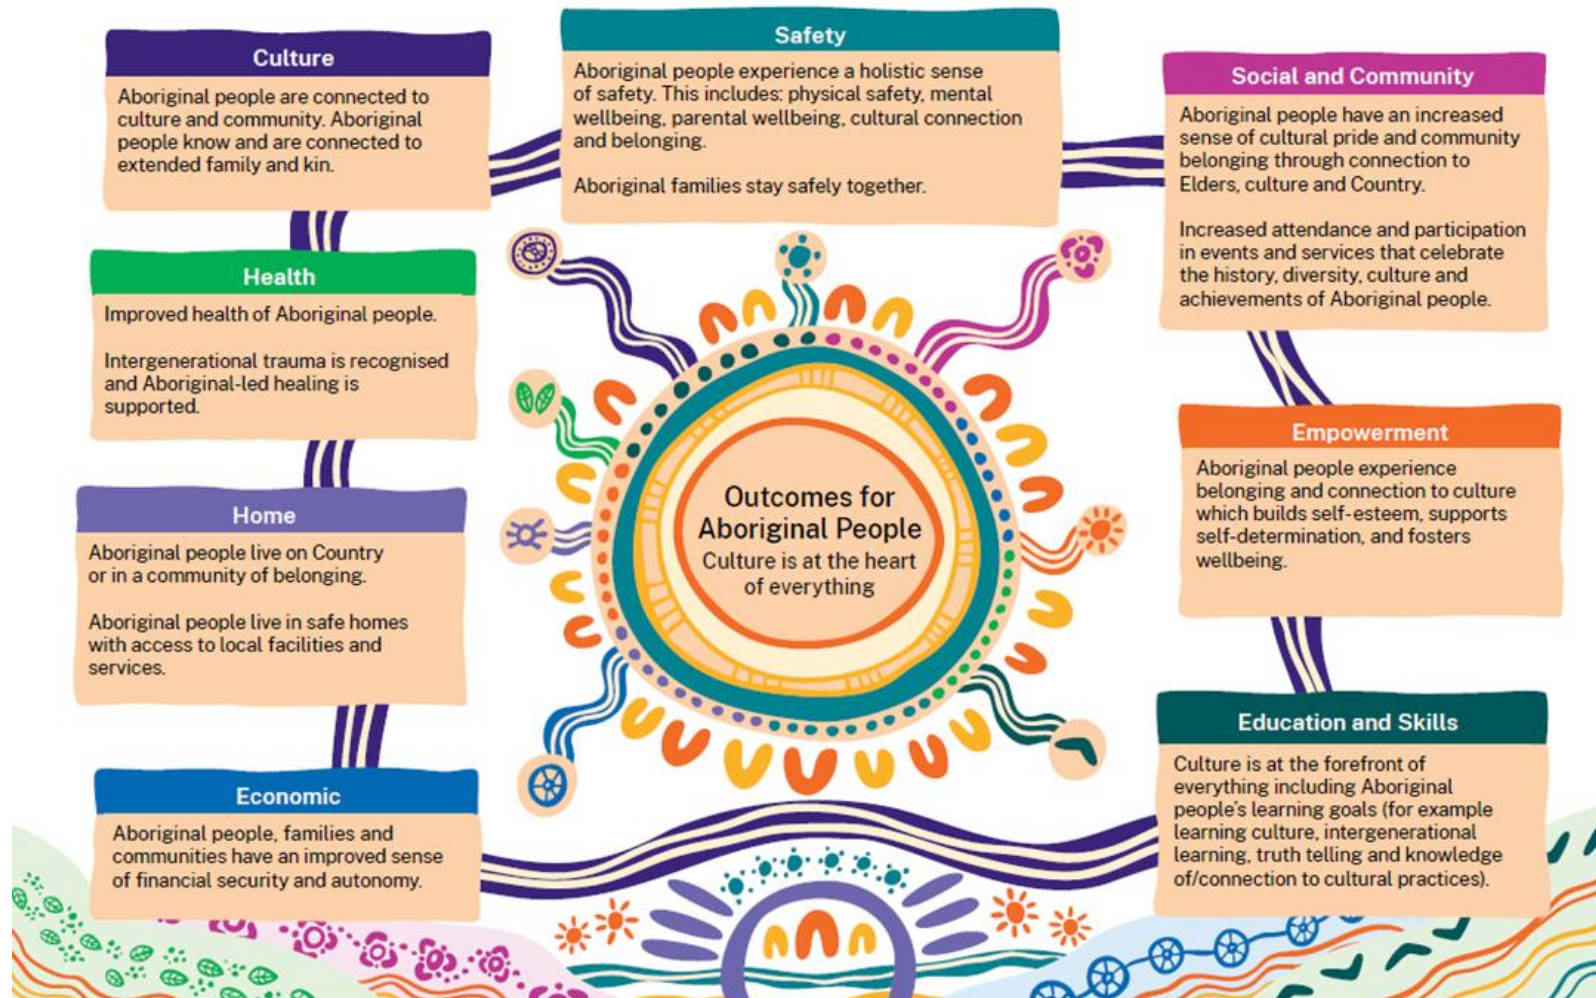 Culture
Aboriginal people are connected to
culture and community. Aboriginal
people know and are connected to
extended family and kin.
Safety
Aboriginal people experience a holistic sense
of safety. This includes: physical safety, mental
wellbeing, parental wellbeing, cultural connection
and belonging.
Aboriginal families stay safely together.
Social and Community
Aboriginal people have an increased
sense of cultural pride and community
belonging through connection to
Elders, culture and Country.
Increased attendance and participation
in events and services that celebrate
the history, diversity, culture and
achievements of Aboriginal people.
Health
Improved health of Aboriginal people.
Intergenerational trauma is recognised
and Aboriginal-led healing is
supported.
Outcomes for
Aboriginal People
Culture is at the heart
of everything
Empowerment
Aboriginal people experience
belonging and connection to culture
which builds self-esteem, supports
self-determination, and fosters
wellbeing.
Home
Aboriginal people live on Country
or in a community of belonging.
Aboriginal people live in safe homes
with access to local facilities and
services.
Education and Skills
Culture is at the forefront of
everything including Aboriginal
people's learning goals (for example
learning culture, intergenerational
learning, truth telling and knowledge
of/connection to cultural practices).
Economic
Aboriginal people, families and
communities have an improved sense
of financial security and autonomy.